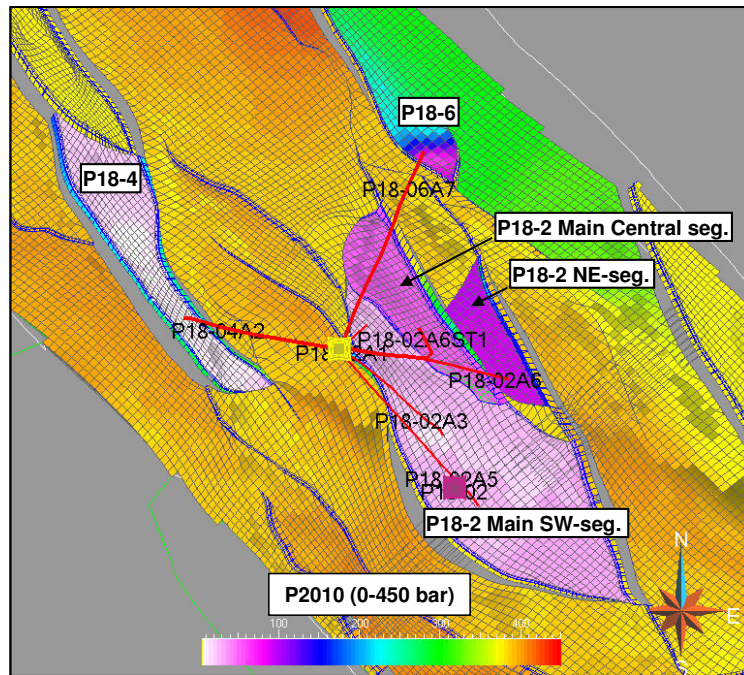 P18-6
P18-4
P18-06A7
P18-2 Main Central seg.
P18-2 NE-seg.
P18-04A2
P18-02A6ST1
P18-02A6
P18-02A3
P18-02A5
P18-2 Main SW-seg.
N
E
S
P2010 (0-450 bar)
100 200 300 400